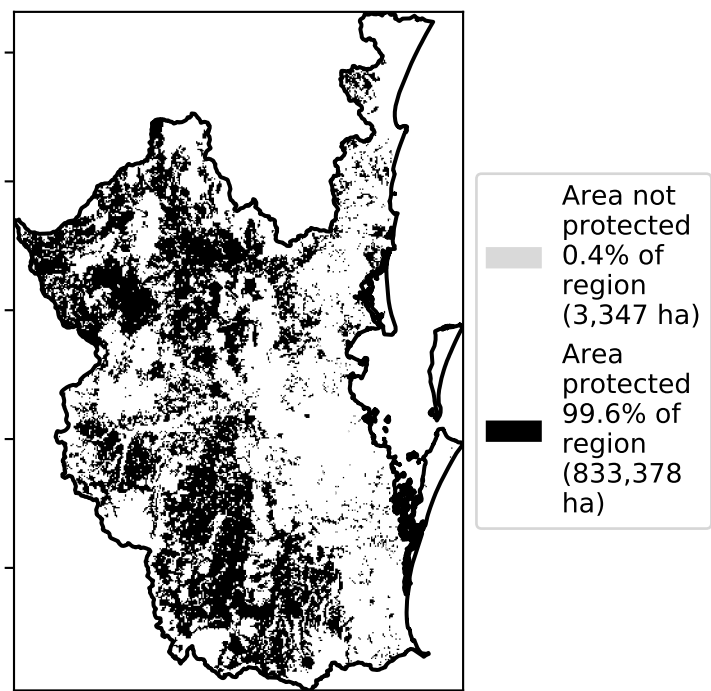 Area not
protected
0.4% of
region
(3,347 ha)
Area
protected
99.6% of
region
(833,378
ha)